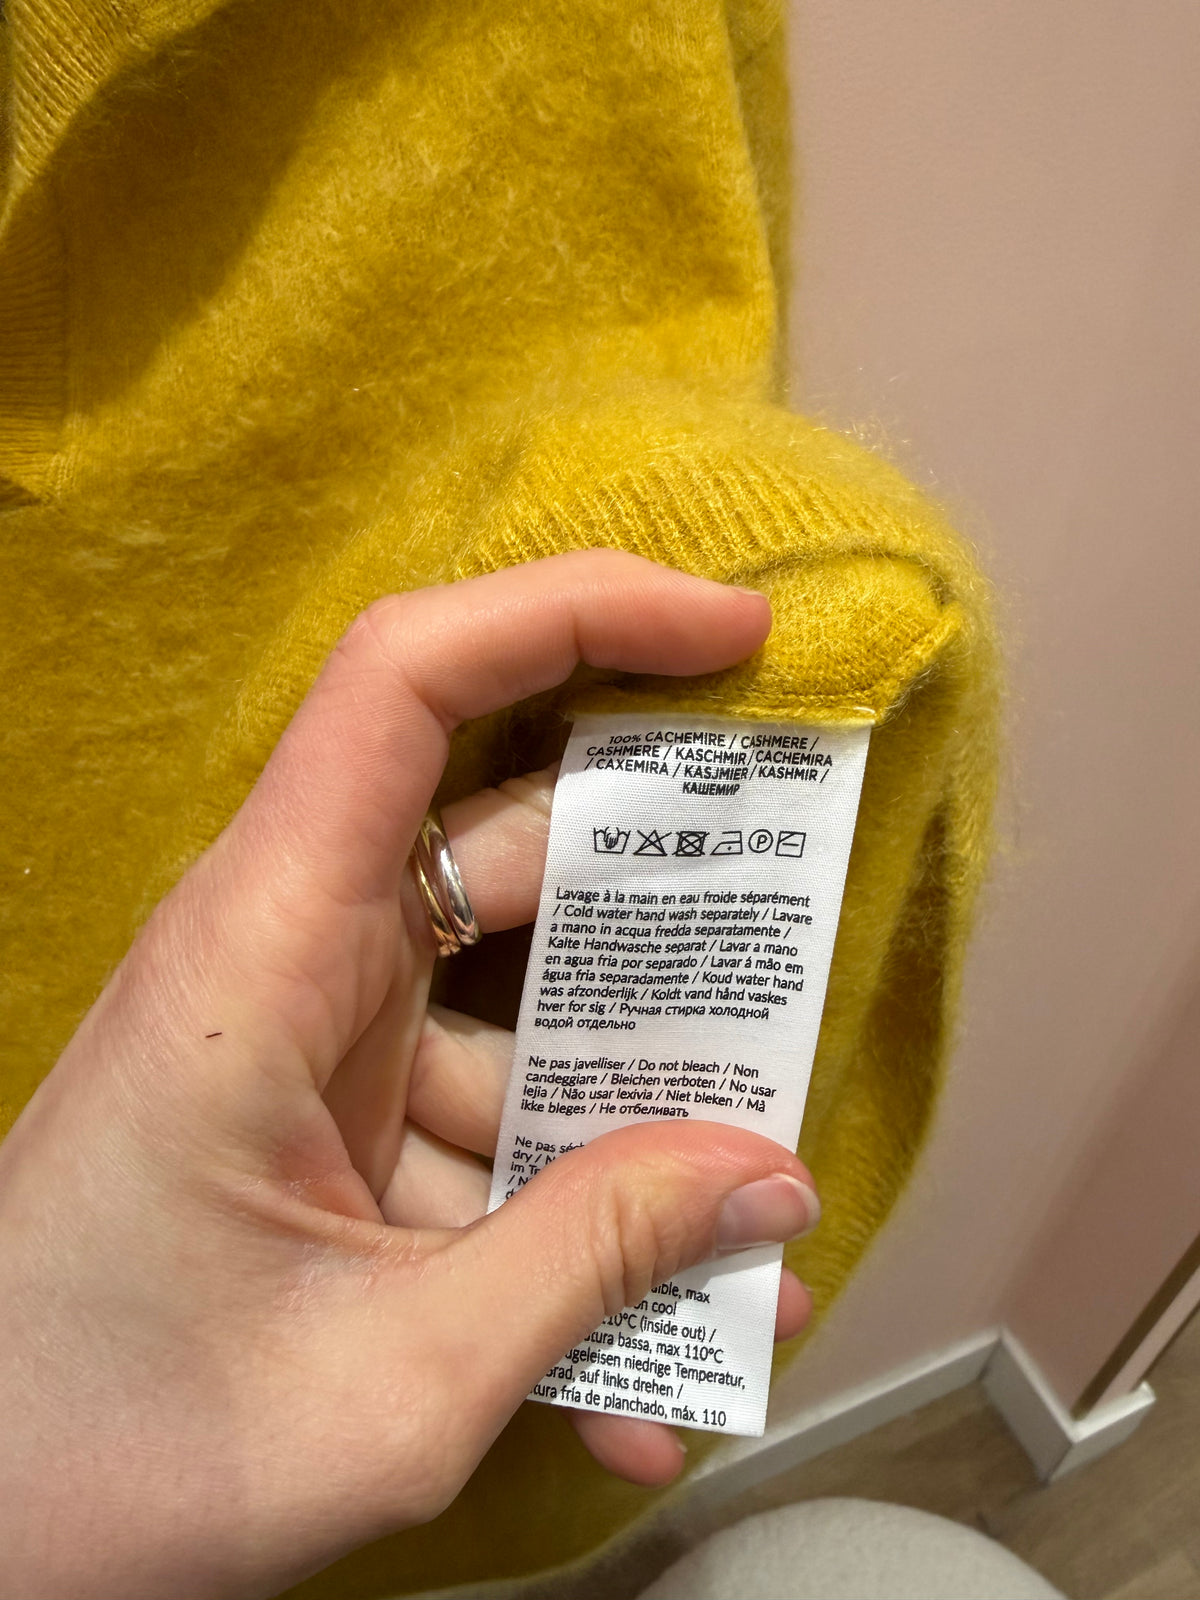 100% CACHEMIRE / CASHMERE /
CASHMERE / KASCHMIR/CACHEMIRA
/ CAXEMIRA / KASJMIER/KASHMIR /
КАШЕМИР
P
Lavage à la main en eau froide séparément
/ Cold water hand wash separately / Lavare
a mano in acqua fredda separatamente /
Kalte Handwasche separat / Lavar a mano
en agua fria por separado / Lavar á mão em
água fria separadamente / Koud water hand
was afzonderlijk / Koldt vand hånd vaskes
hver for sig / Ручная стирка холодной
водой отдельно
Ne pas javelliser / Do not bleach / Non
candeggiare / Bleichen verboten / No usar
lejia / Não usar lexivia / Niet bleken / Må
ikke bleges / Не отбеливать
Ne pas
dry /
im
/
max
cool
(inside out) /
bassa, max 110°C
niedrige Temperatur,
auf links drehen /
fría de planchado, máx. 110